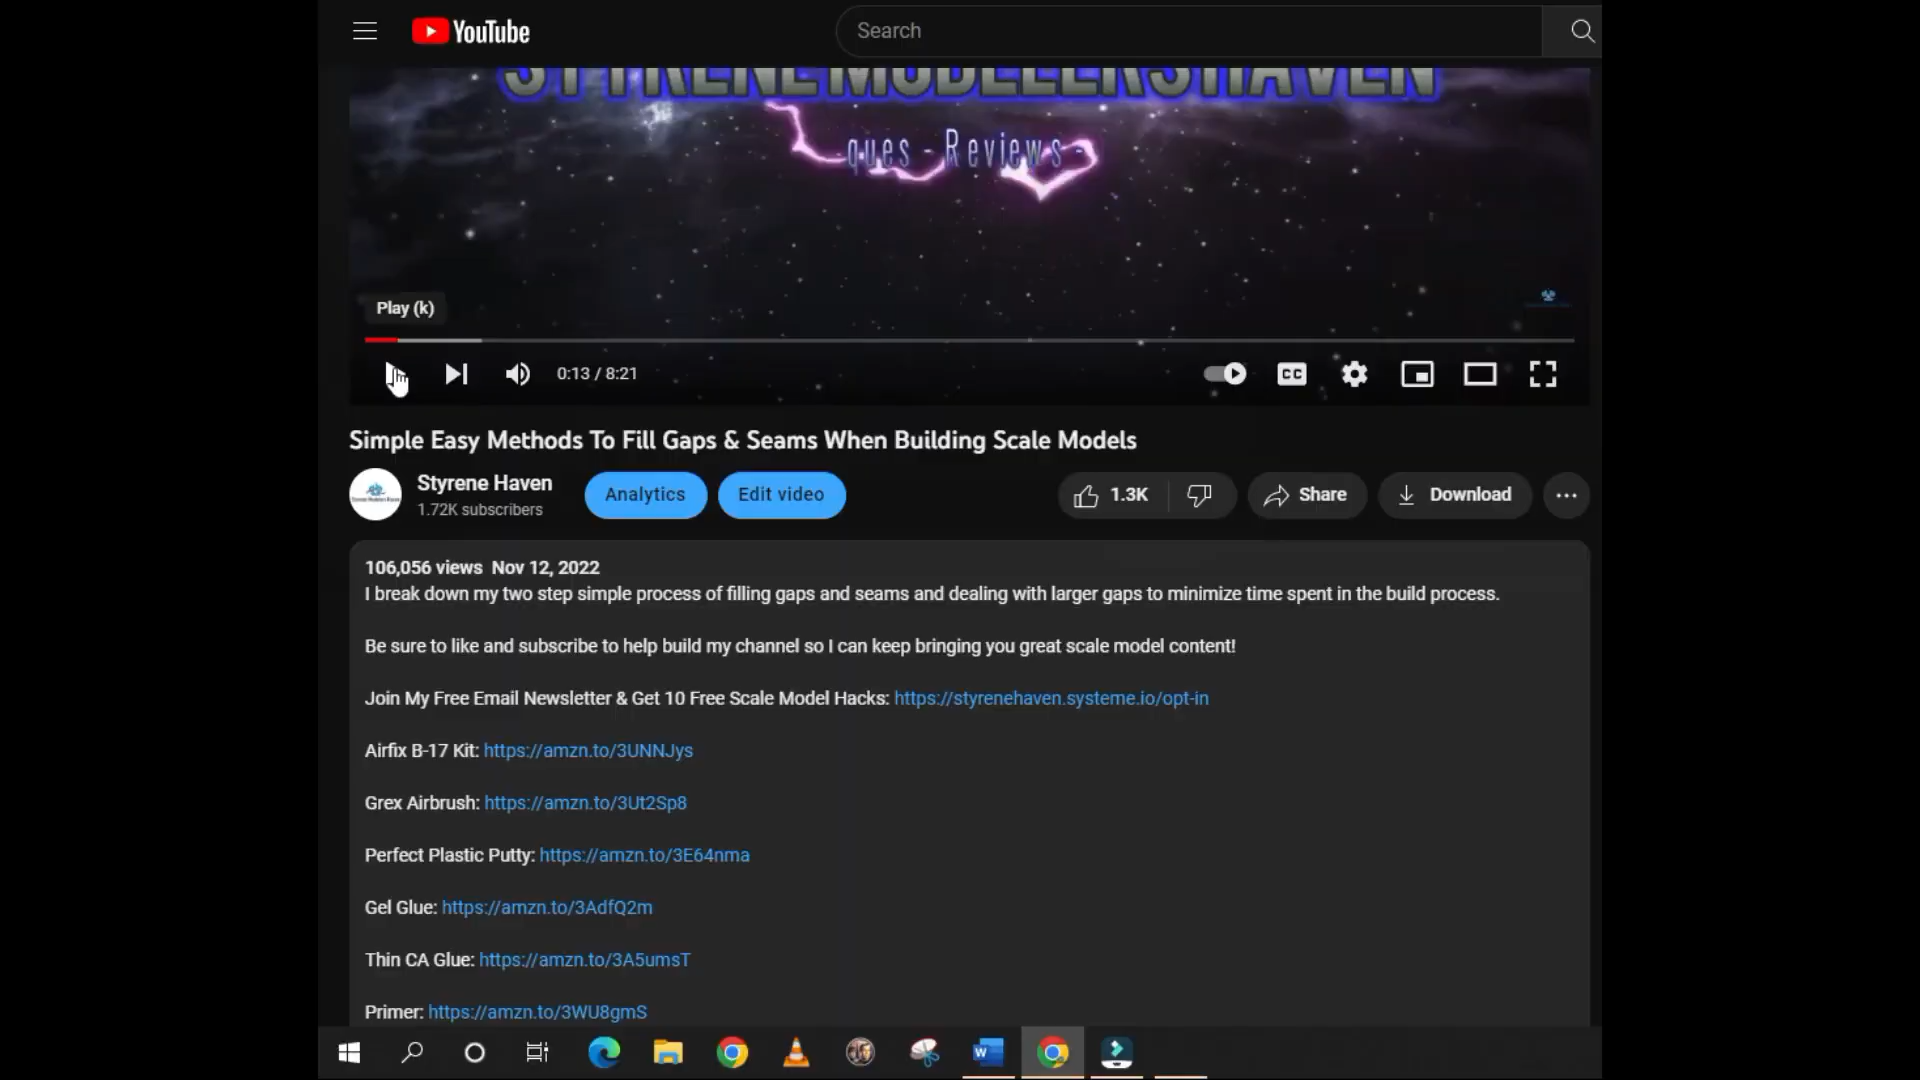 YouTube
Search
STYRENEMODELERSHAVEN
ques - Reviews -
Play (k)
0:13 / 8:21
CC
Simple Easy Methods To Fill Gaps & Seams When Building Scale Models
Styrene Haven
1.72K subscribers
Analytics
Edit video
1.3K
Share
Download
106,056 views Nov 12, 2022
I break down my two step simple process of filling gaps and seams and dealing with larger gaps to minimize time spent in the build process.
Be sure to like and subscribe to help build my channel so I can keep bringing you great scale model content!
Join My Free Email Newsletter & Get 10 Free Scale Model Hacks: https://styrenehaven.systeme.io/opt-in
Airfix B-17 Kit: https://amzn.to/3UNNJys
Grex Airbrush: https://amzn.to/3Ut2Sp8
Perfect Plastic Putty: https://amzn.to/3E64nma
Gel Glue: https://amzn.to/3AdfQ2m
Thin CA Glue: https://amzn.to/3A5umsT
Primer: https://amzn.to/3WU8gmS
W